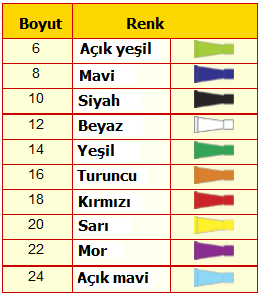 Boyut Renk
6 Açık yeşil
8 Mavi
10 Siyah
12 Beyaz
14 Yeşil
16 Turuncu
18 Kırmızı
20 Sarı
22 Mor
24 Açık mavi